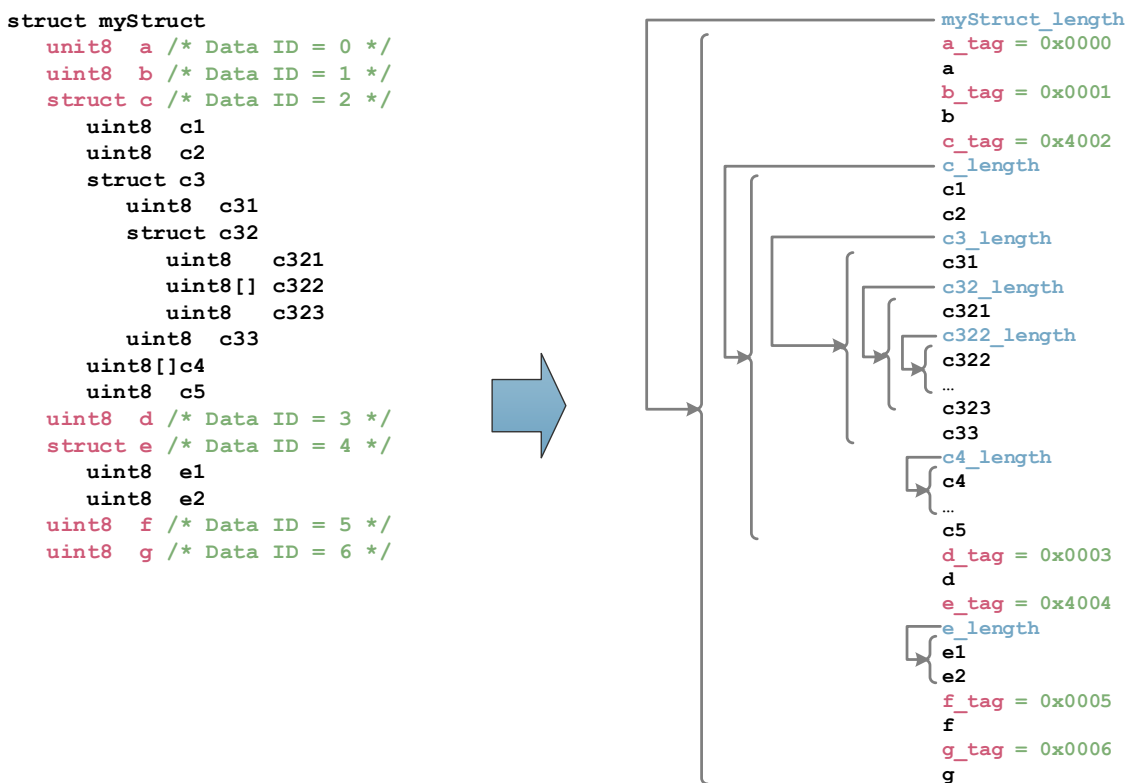 struct myStruct
unit8 a /* Data ID = 0 */
uint8 b /* Data ID = 1 */
struct c /* Data ID = 2 */
uint8 c1
uint8 c2
struct c3
uint8 c31
struct c32
uint8 c321
uint8[] c322
uint8 c323
uint8 c33
uint8[]c4
uint8 c5
uint8 d /* Data ID = 3 */
struct e /* Data ID = 4 */
uint8 e1
uint8 e2
uint8 f /* Data ID = 5 */
uint8 g /* Data ID = 6 */
myStruct_length
a_tag = 0x0000
a
b_tag = 0x0001
b
c_tag = 0x4002
c_length
c1
c2
c3_length
c31
c32_length
c321
c322_length
c322
…
c323
c33
c4_length
c4
…
c5
d_tag = 0x0003
d
e_tag = 0x4004
e_length
e1
e2
f_tag = 0x0005
f
g_tag = 0x0006
g